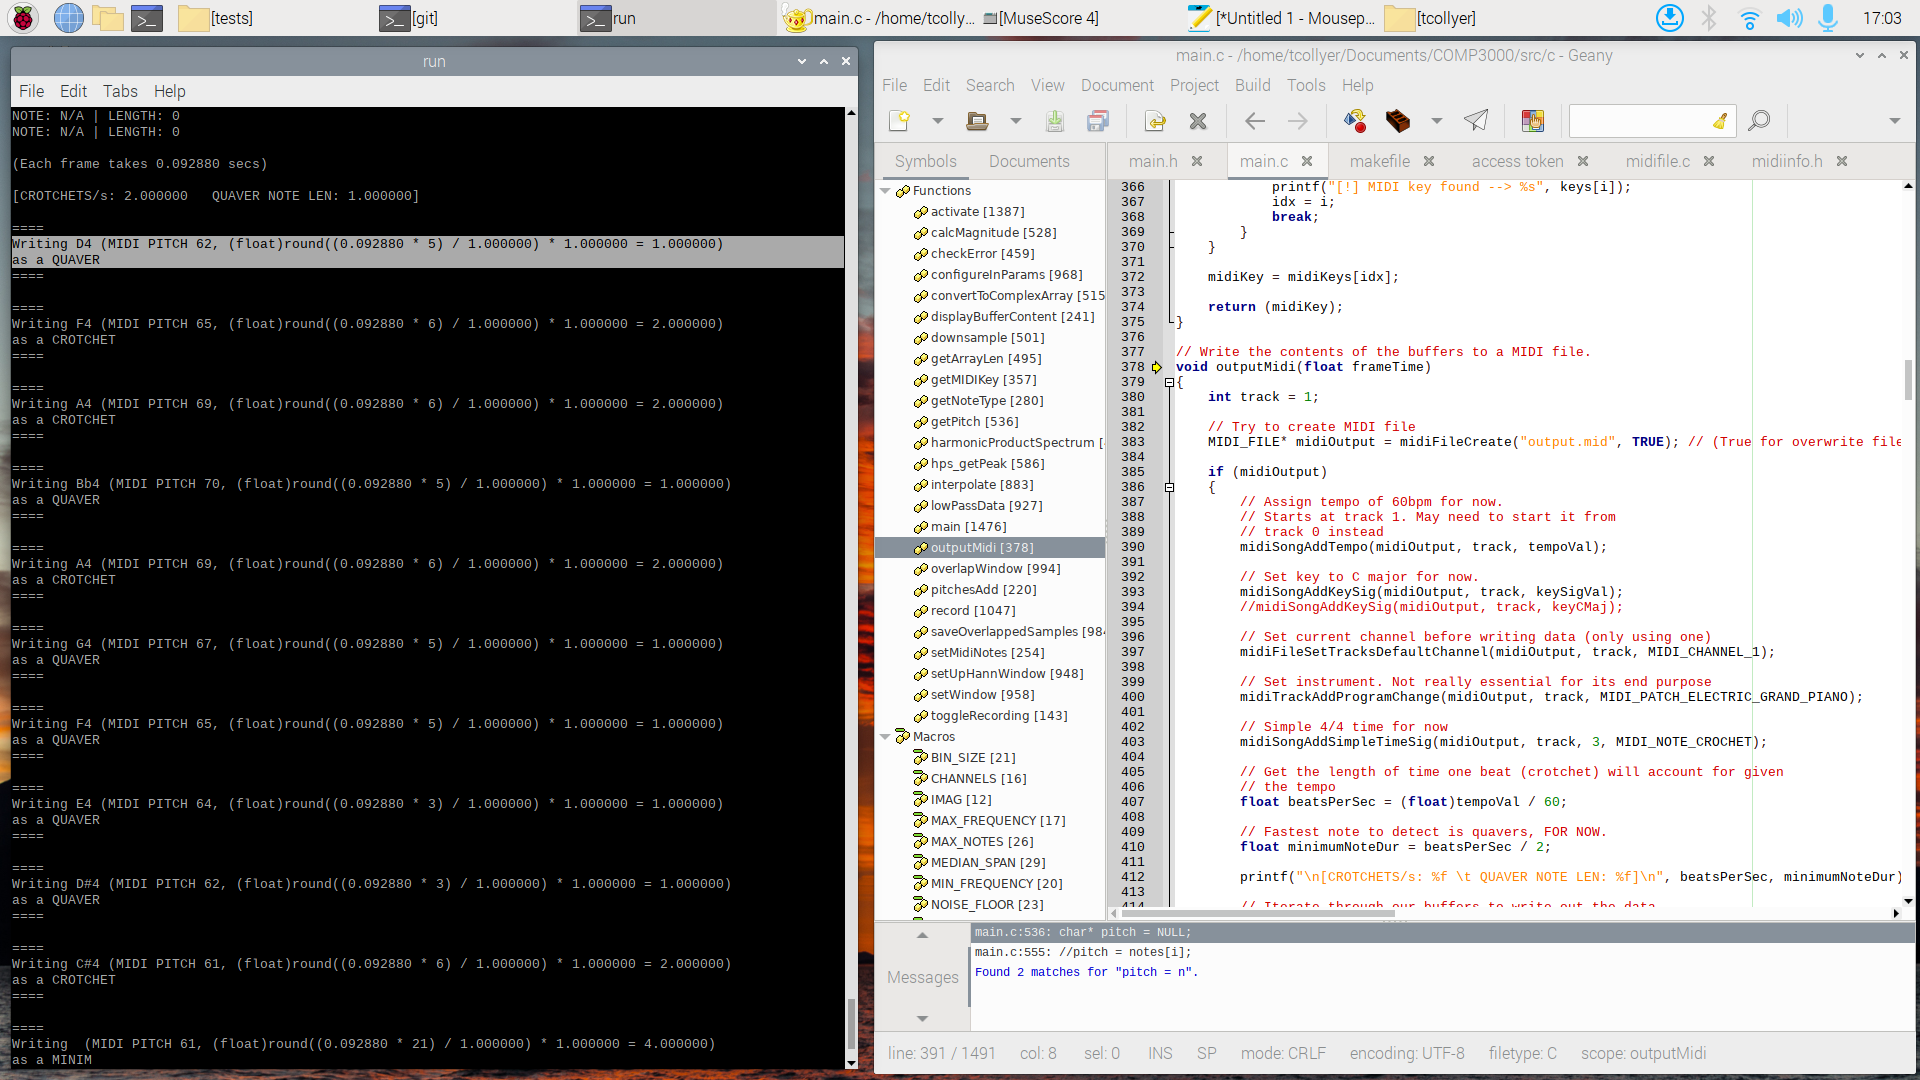 [tests]
[git]
run
main.c - /home/tcolly...
[MuseScore 4]
[*Untitled 1 - Mousep...
[tcollyer]
17:03
run
File Edit Tabs Help
NOTE: N/A | LENGTH: 0
NOTE: N/A | LENGTH: 0
(Each frame takes 0.092880 secs)
[CROTCHETS/s: 2.000000   QUAVER NOTE LEN: 1.000000]
====
Writing D4 (MIDI PITCH 62, (float)round((0.092880 * 5) / 1.000000) * 1.000000 = 1.000000)
as a QUAVER
====
====
Writing F4 (MIDI PITCH 65, (float)round((0.092880 * 6) / 1.000000) * 1.000000 = 2.000000)
as a CROTCHET
====
====
Writing A4 (MIDI PITCH 69, (float)round((0.092880 * 6) / 1.000000) * 1.000000 = 2.000000)
as a CROTCHET
====
====
Writing Bb4 (MIDI PITCH 70, (float)round((0.092880 * 5) / 1.000000) * 1.000000 = 1.000000)
as a QUAVER
====
====
Writing A4 (MIDI PITCH 69, (float)round((0.092880 * 6) / 1.000000) * 1.000000 = 2.000000)
as a CROTCHET
====
====
Writing G4 (MIDI PITCH 67, (float)round((0.092880 * 5) / 1.000000) * 1.000000 = 1.000000)
as a QUAVER
====
====
Writing F4 (MIDI PITCH 65, (float)round((0.092880 * 5) / 1.000000) * 1.000000 = 1.000000)
as a QUAVER
====
====
Writing E4 (MIDI PITCH 64, (float)round((0.092880 * 3) / 1.000000) * 1.000000 = 1.000000)
as a QUAVER
====
====
Writing D#4 (MIDI PITCH 62, (float)round((0.092880 * 3) / 1.000000) * 1.000000 = 1.000000)
as a QUAVER
====
====
Writing C#4 (MIDI PITCH 61, (float)round((0.092880 * 6) / 1.000000) * 1.000000 = 2.000000)
as a CROTCHET
====
====
Writing  (MIDI PITCH 61, (float)round((0.092880 * 21) / 1.000000) * 1.000000 = 4.000000)
as a MINIM
main.c - /home/tcollyer/Documents/COMP3000/src/c - Geany
File Edit Search View Document Project Build Tools Help
Symbols Documents
Functions
activate [1387]
calcMagnitude [528]
checkError [459]
configureInParams [968]
convertToComplexArray [515
displayBufferContent [241]
downsample [501]
getArrayLen [495]
getMIDIKey [357]
getNoteType [280]
getPitch [536]
harmonicProductSpectrum [
hps_getPeak [586]
interpolate [883]
lowPassData [927]
main [1476]
outputMidi [378]
overlapWindow [994]
pitchesAdd [220]
record [1047]
saveOverlappedSamples [984
setMidiNotes [254]
setUpHannWindow [948]
setWindow [958]
toggleRecording [143]
Macros
BIN_SIZE [21]
CHANNELS [16]
IMAG [12]
MAX_FREQUENCY [17]
MAX_NOTES [26]
MEDIAN_SPAN [29]
MIN_FREQUENCY [20]
NOISE_FLOOR [23]
main.h main.c makefile access token midifile.c midiinfo.h
366 printf("[!] MIDI key found --> %s", keys[i]);
367 idx = i;
368 break;
369 }
370 }
371
372 midiKey = midiKeys[idx];
373
374 return (midiKey);
375 }
376
377 // Write the contents of the buffers to a MIDI file.
378 void outputMidi(float frameTime)
379 {
380 int track = 1;
381
382 // Try to create MIDI file
383 MIDI_FILE* midiOutput = midiFileCreate("output.mid", TRUE); // (True for overwrite file
384
385 if (midiOutput)
386 {
387 // Assign tempo of 60bpm for now.
388 // Starts at track 1. May need to start it from
389 // track 0 instead
390 midiSongAddTempo(midiOutput, track, tempoVal);
391
392 // Set key to C major for now.
393 midiSongAddKeySig(midiOutput, track, keySigVal);
394 //midiSongAddKeySig(midiOutput, track, keyCMaj);
395
396 // Set current channel before writing data (only using one)
397 midiFileSetTracksDefaultChannel(midiOutput, track, MIDI_CHANNEL_1);
398
399 // Set instrument. Not really essential for its end purpose
400 midiTrackAddProgramChange(midiOutput, track, MIDI_PATCH_ELECTRIC_GRAND_PIANO);
401
402 // Simple 4/4 time for now
403 midiSongAddSimpleTimeSig(midiOutput, track, 3, MIDI_NOTE_CROCHET);
404
405 // Get the length of time one beat (crotchet) will account for given
406 // the tempo
407 float beatsPerSec = (float)tempoVal / 60;
408
409 // Fastest note to detect is quavers, FOR NOW.
410 float minimumNoteDur = beatsPerSec / 2;
411
412 printf("\n[CROTCHETS/s: %f \t QUAVER NOTE LEN: %f]\n", beatsPerSec, minimumNoteDur)
413
414 // Iterate through our buffers to write out the data
Messages
main.c:536: char* pitch = NULL;
main.c:555: //pitch = notes[i];
Found 2 matches for "pitch = n".
line: 391 / 1491 col: 8 sel: 0 INS SP mode: CRLF encoding: UTF-8 filetype: C scope: outputMidi